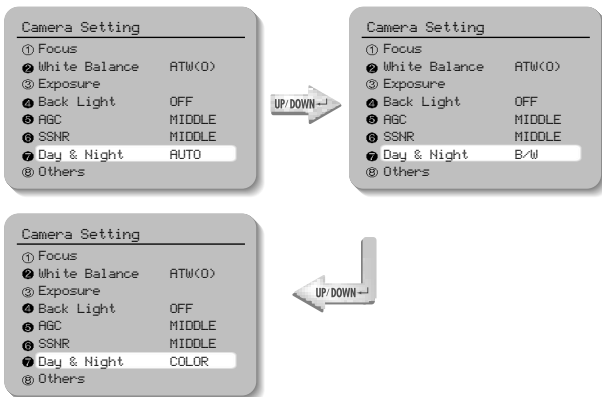 Camera Setting
① Focus
❷ White Balance ATW(O)
③ Exposure
❹ Back Light OFF
❺ AGC MIDDLE
❻ SSNR MIDDLE
❼ Day & Night AUTO
⑧ Others
UP/DOWN↵
Camera Setting
① Focus
❷ White Balance ATW(O)
③ Exposure
❹ Back Light OFF
❺ AGC MIDDLE
❻ SSNR MIDDLE
❼ Day & Night B/W
⑧ Others
UP/DOWN↵
Camera Setting
① Focus
❷ White Balance ATW(O)
③ Exposure
❹ Back Light OFF
❺ AGC MIDDLE
❻ SSNR MIDDLE
❼ Day & Night COLOR
⑧ Others